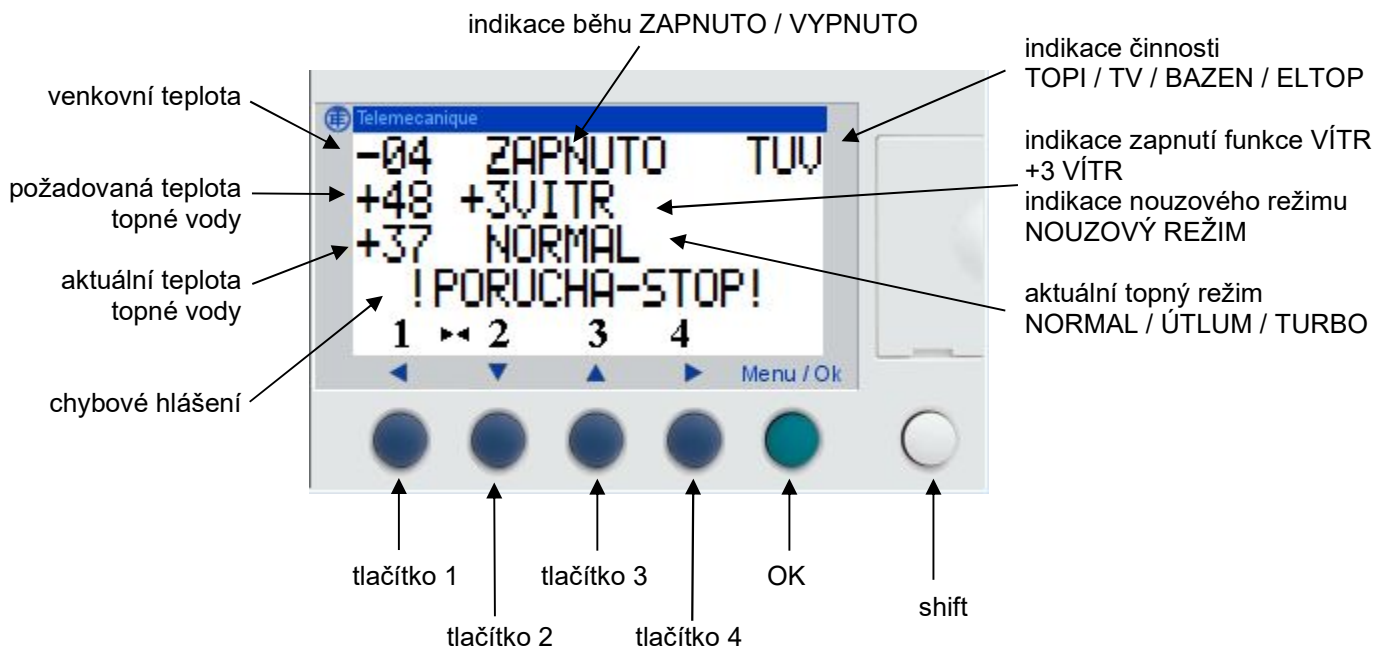 indikace běhu ZAPNUTO / VYPNUTO
indikace činnosti
TOPI / TV / BAZEN / ELTOP
venkovní teplota
indikace zapnutí funkce VÍTR
+3 VÍTR
indikace nouzového režimu
NOUZOVÝ REŽIM
požadovaná teplota
topné vody
aktuální teplota
topné vody
aktuální topný režim
NORMAL / ÚTLUM / TURBO
chybové hlášení
Telemecanique
-04 ZAPNUTO TUV
+48 +3VITR
+37 NORMAL
!PORUCHA-STOP!
1 2 3 4
Menu / Ok
tlačítko 1
tlačítko 3
OK
shift
tlačítko 2
tlačítko 4